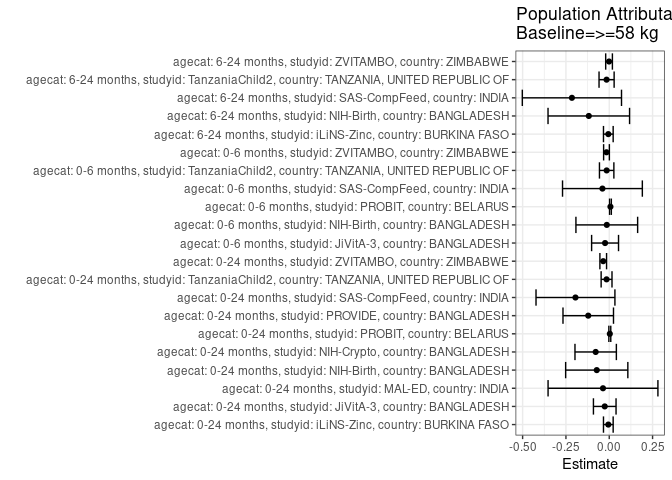 Population Attributa
Baseline=>=58 kg
agecat: 6-24 months, studyid: ZVITAMBO, country: ZIMBABWE
agecat: 6-24 months, studyid: TanzaniaChild2, country: TANZANIA, UNITED REPUBLIC OF
agecat: 6-24 months, studyid: SAS-CompFeed, country: INDIA
agecat: 6-24 months, studyid: NIH-Birth, country: BANGLADESH
agecat: 6-24 months, studyid: iLiNS-Zinc, country: BURKINA FASO
agecat: 0-6 months, studyid: ZVITAMBO, country: ZIMBABWE
agecat: 0-6 months, studyid: TanzaniaChild2, country: TANZANIA, UNITED REPUBLIC OF
agecat: 0-6 months, studyid: SAS-CompFeed, country: INDIA
agecat: 0-6 months, studyid: PROBIT, country: BELARUS
agecat: 0-6 months, studyid: NIH-Birth, country: BANGLADESH
agecat: 0-6 months, studyid: JiVitA-3, country: BANGLADESH
agecat: 0-24 months, studyid: ZVITAMBO, country: ZIMBABWE
agecat: 0-24 months, studyid: TanzaniaChild2, country: TANZANIA, UNITED REPUBLIC OF
agecat: 0-24 months, studyid: SAS-CompFeed, country: INDIA
agecat: 0-24 months, studyid: PROVIDE, country: BANGLADESH
agecat: 0-24 months, studyid: PROBIT, country: BELARUS
agecat: 0-24 months, studyid: NIH-Crypto, country: BANGLADESH
agecat: 0-24 months, studyid: NIH-Birth, country: BANGLADESH
agecat: 0-24 months, studyid: MAL-ED, country: INDIA
agecat: 0-24 months, studyid: JiVitA-3, country: BANGLADESH
agecat: 0-24 months, studyid: iLiNS-Zinc, country: BURKINA FASO
-0.50 -0.25 0.00 0.25
Estimate